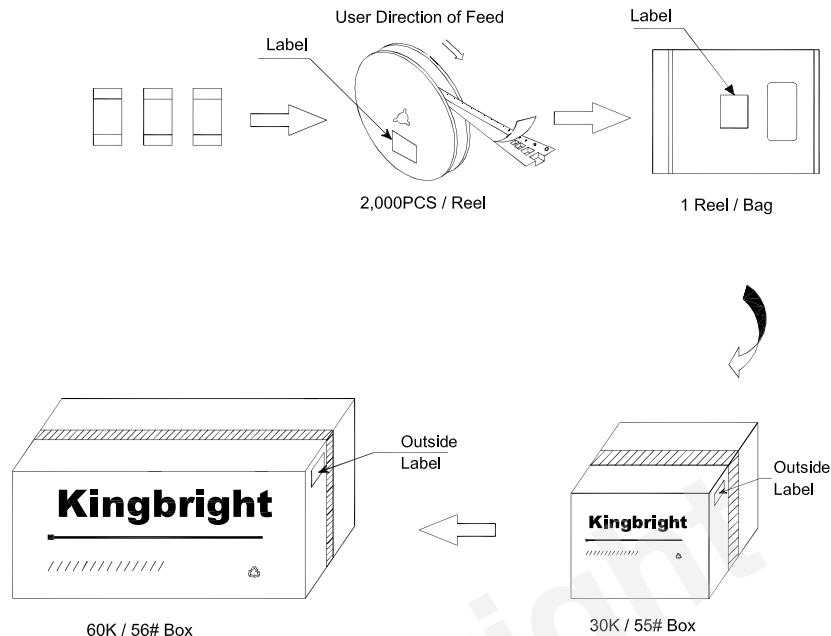 User Direction of Feed
Label
Label
2,000PCS / Reel
1 Reel / Bag
Outside
Label
Kingbright
60K / 56# Box
Outside
Label
Kingbright
30K / 55# Box